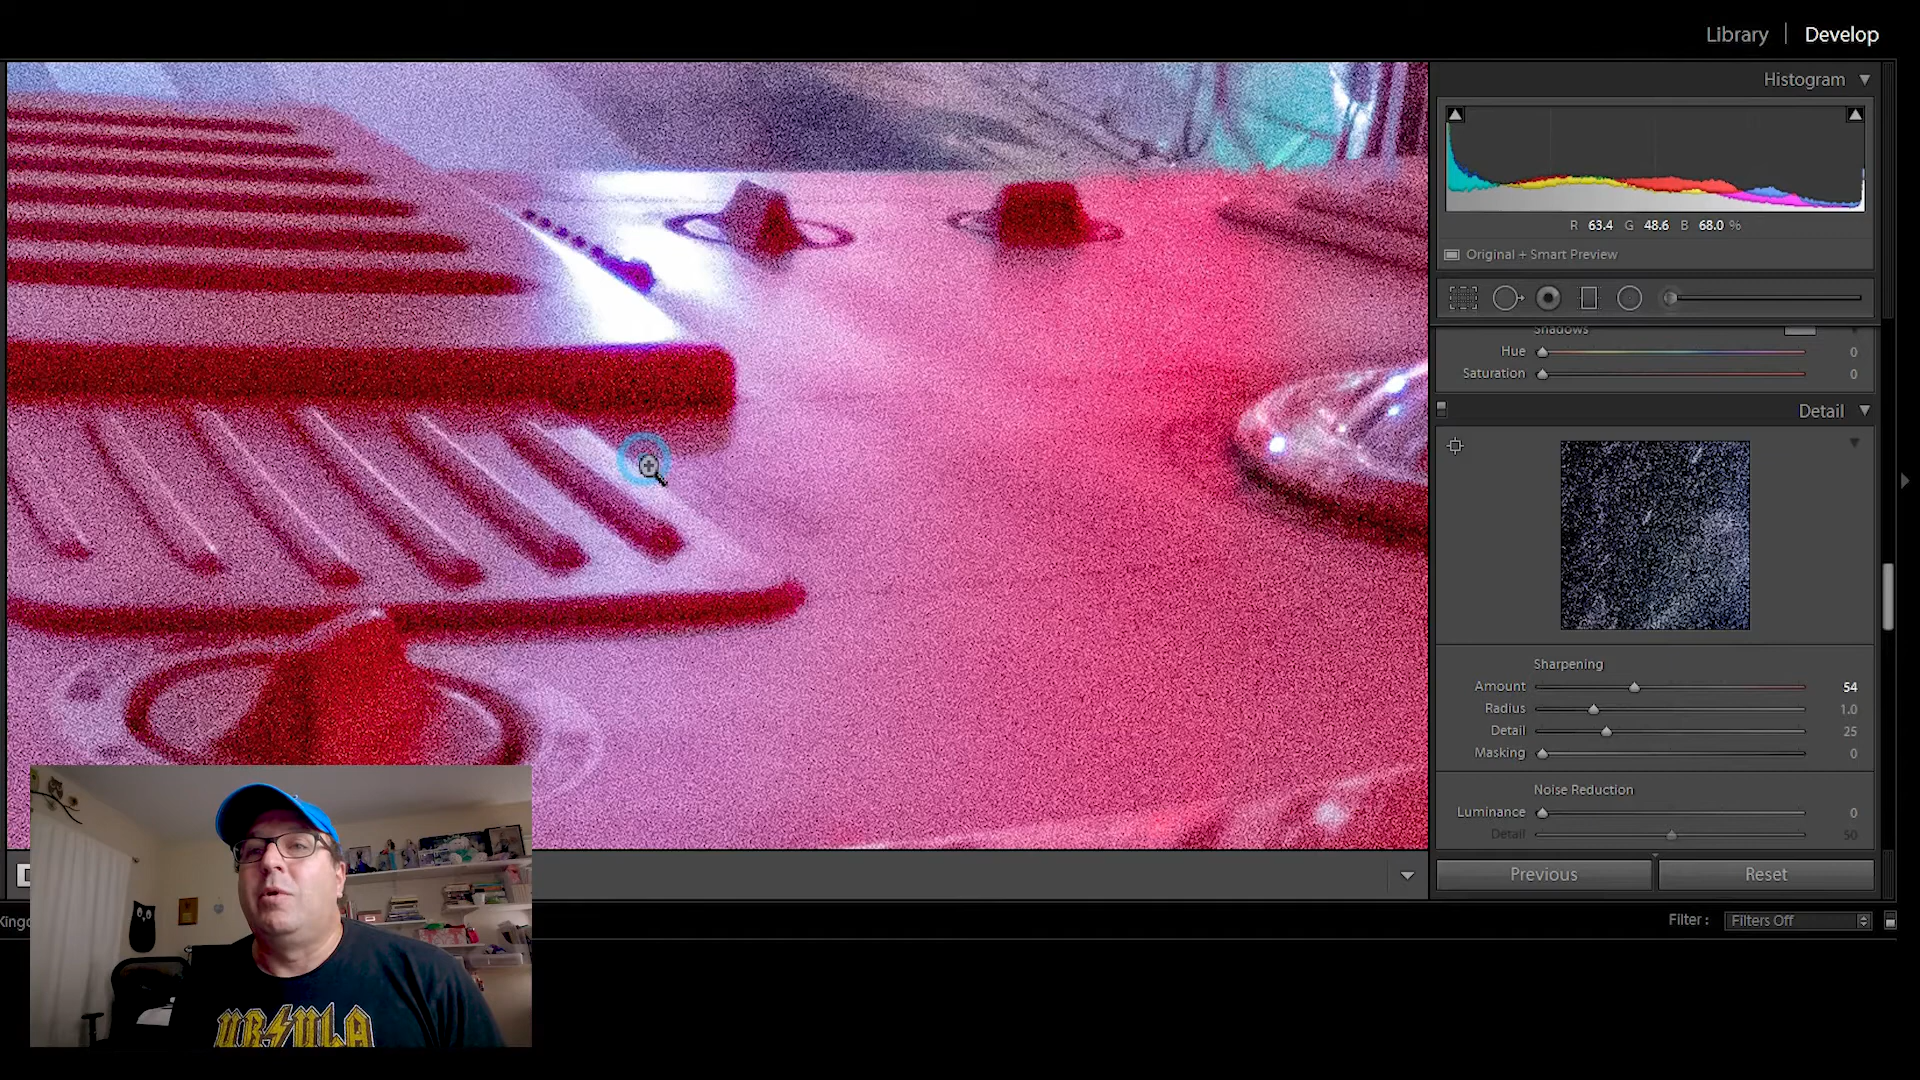 Library | Develop
Histogram
R 63.4 G 48.6 B 68.0 %
Original + Smart Preview
Shadows
Hue 0
Saturation 0
Detail
Sharpening
Amount 54
Radius 1.0
Detail 25
Masking 0
Noise Reduction
Luminance 0
Detail 50
Previous Reset
Filter : Filters Off
URSULA